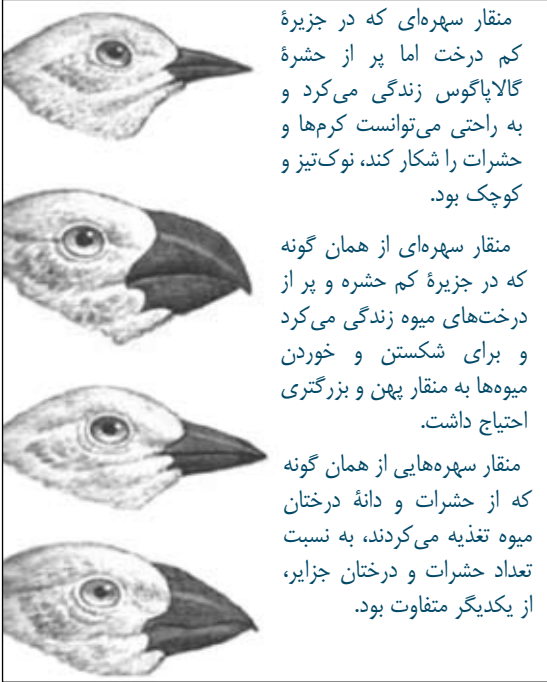 منقار سهره‌ای که در جزیرهٔ
کم درخت اما پر از حشرهٔ
گالاپاگوس زندگی می‌کرد و
به راحتی می‌توانست کرم‌ها و
حشرات را شکار کند، نوک‌تیز و
کوچک بود.
منقار سهره‌ای از همان گونه
که در جزیرهٔ کم حشره و پر از
درخت‌های میوه زندگی می‌کرد
و برای شکستن و خوردن
میوه‌ها به منقار پهن و بزرگتری
احتیاج داشت.
منقار سهره‌هایی از همان گونه
که از حشرات و دانهٔ درختان
میوه تغذیه می‌کردند، به نسبت
تعداد حشرات و درختان جزایر،
از یکدیگر متفاوت بود.